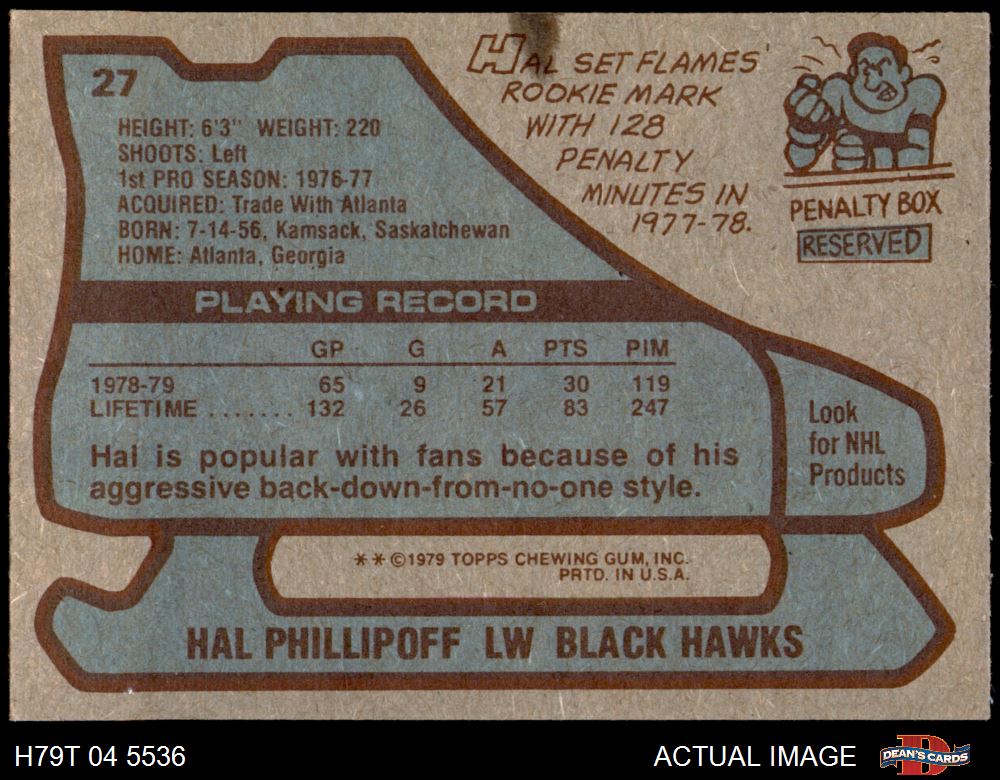 27
HEIGHT: 6'3" WEIGHT: 220
SHOOTS: Left
1st PRO SEASON: 1976-77
ACQUIRED: Trade With Atlanta
BORN: 7-14-56, Kamsack, Saskatchewan
HOME: Atlanta, Georgia
HAL SET FLAMES'
ROOKIE MARK
WITH 128
PENALTY
MINUTES IN
1977-78.
PENALTY BOX
RESERVED
PLAYING RECORD
GP G A PTS PIM
1978-79 65 9 21 30 119
LIFETIME ....... 132 26 57 83 247
Hal is popular with fans because of his
aggressive back-down-from-no-one style.
Look
for NHL
Products
**©1979 TOPPS CHEWING GUM, INC.
PRTD. IN U.S.A.
HAL PHILLIPOFF LW BLACK HAWKS
H79T 04 5536 ACTUAL IMAGE D DEAN'S CARDS